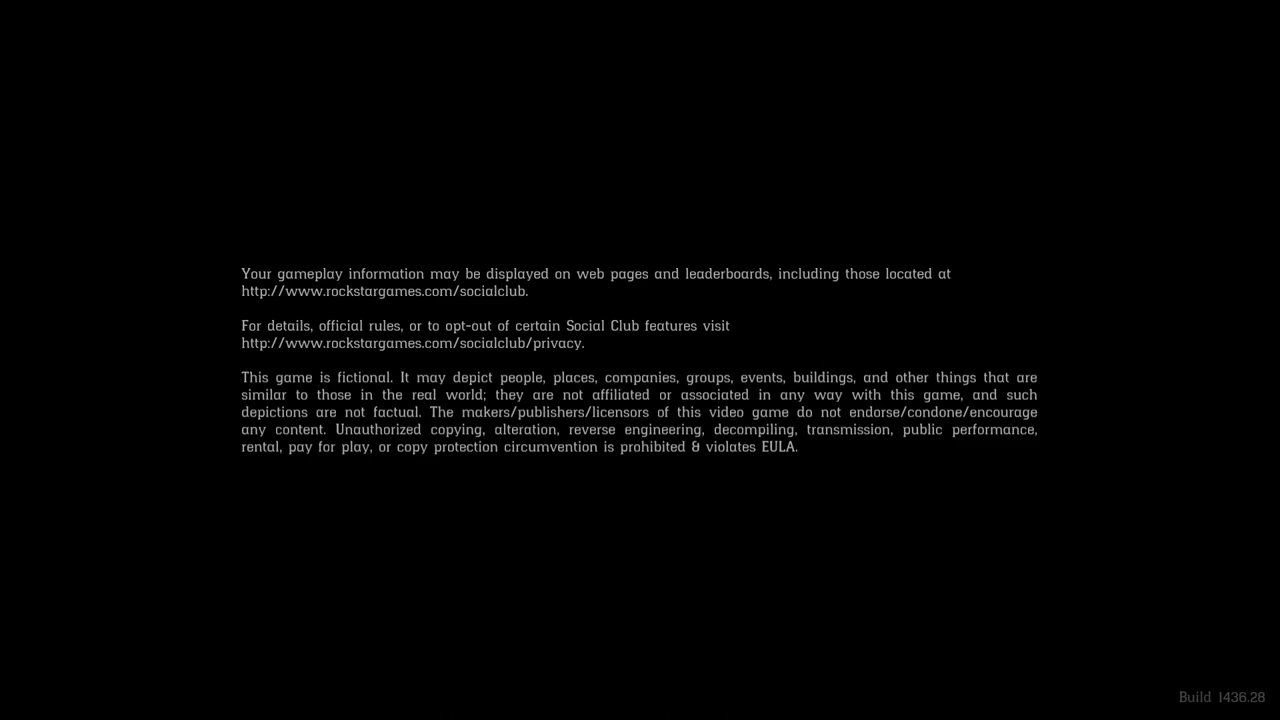 Your gameplay information may be displayed on web pages and leaderboards, including those located at
http://www.rockstargames.com/socialclub.
For details, official rules, or to opt-out of certain Social Club features visit
http://www.rockstargames.com/socialclub/privacy.
This game is fictional. It may depict people, places, companies, groups, events, buildings, and other things that are
similar to those in the real world; they are not affiliated or associated in any way with this game, and such
depictions are not factual. The makers/publishers/licensors of this video game do not endorse/condone/encourage
any content. Unauthorized copying, alteration, reverse engineering, decompiling, transmission, public performance,
rental, pay for play, or copy protection circumvention is prohibited & violates EULA.
Build 1436.28